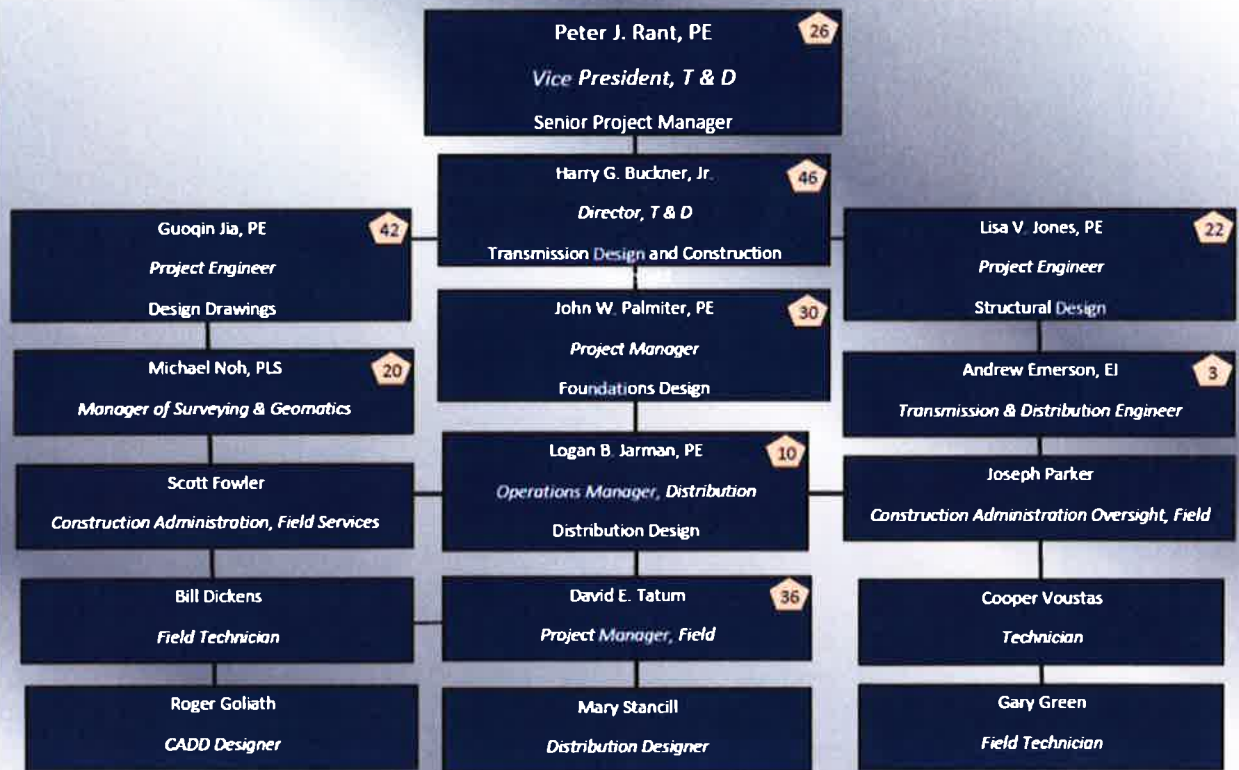 Peter J. Rant, PE
26
Vice President, T & D
Senior Project Manager
Harry G. Buckner, Jr.
46
Director, T & D
Transmission Design and Construction
Guoqin Jia, PE
42
Project Engineer
Design Drawings
Lisa V. Jones, PE
22
Project Engineer
Structural Design
John W. Palmiter, PE
30
Project Manager
Foundations Design
Michael Noh, PLS
20
Manager of Surveying & Geomatics
Andrew Emerson, EI
3
Transmission & Distribution Engineer
Logan B. Jarman, PE
10
Operations Manager, Distribution
Distribution Design
Scott Fowler
Construction Administration, Field Services
Joseph Parker
Construction Administration Oversight, Field
Bill Dickens
Field Technician
David E. Tatum
36
Project Manager, Field
Cooper Voustas
Technician
Roger Goliath
CADD Designer
Mary Stancill
Distribution Designer
Gary Green
Field Technician